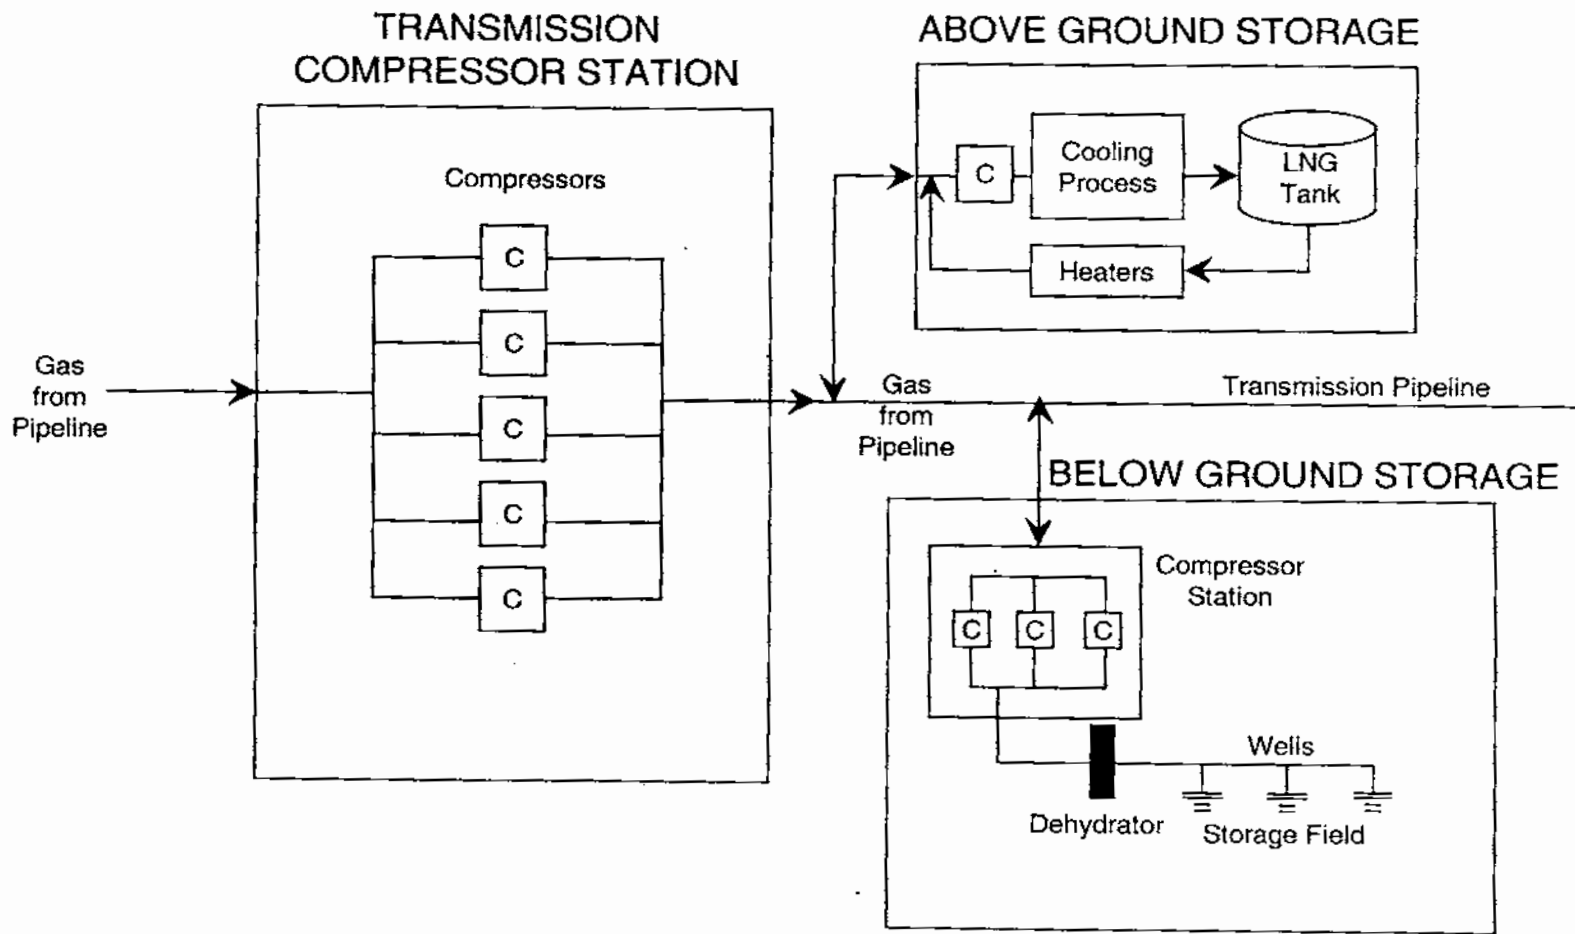 TRANSMISSION
COMPRESSOR STATION
Compressors
C
C
C
C
C
Gas
from
Pipeline
ABOVE GROUND STORAGE
C
Cooling
Process
LNG
Tank
Heaters
Gas
from
Pipeline
Transmission Pipeline
BELOW GROUND STORAGE
Compressor
Station
C C C
Wells
Dehydrator
Storage Field